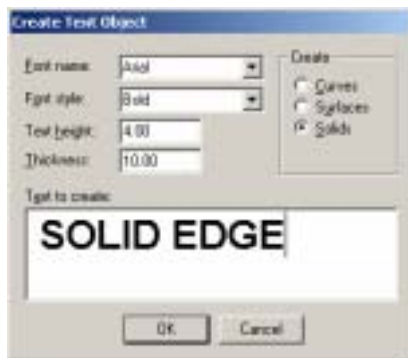 Create Text Object
Font name: Arial
Font style: Bold
Text height: 4.00
Thickness: 10.00
Create
Curves
Surfaces
Solids
Text to create:
SOLID EDGE
OK Cancel